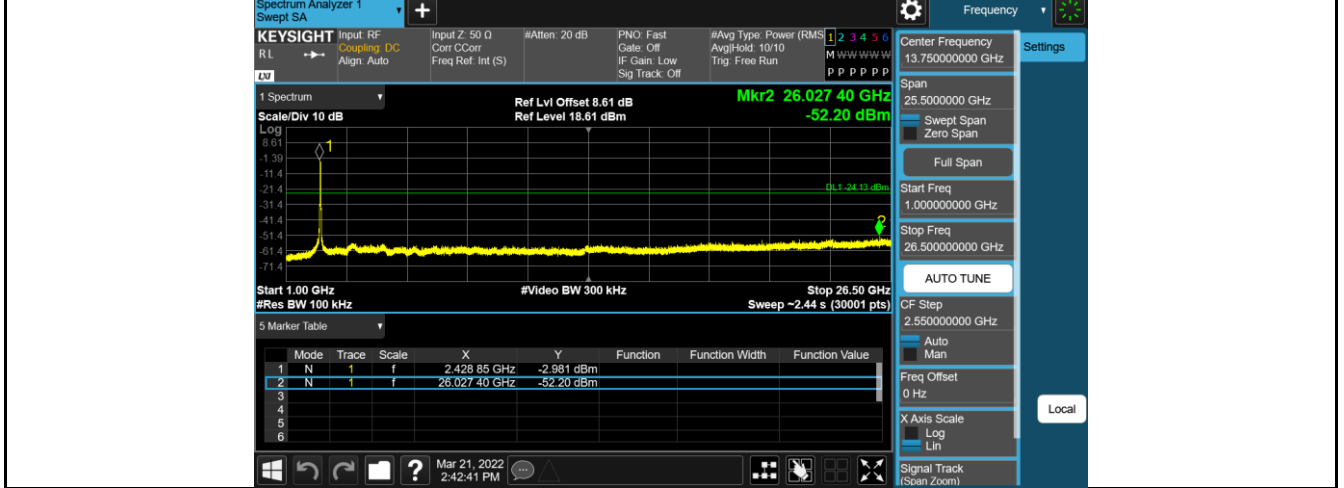 Spectrum Analyzer 1
Swept SA
+
Frequency
KEYSIGHT
R L
LXI
Input: RF
Coupling: DC
Align: Auto
Input Z: 50 Ω
Corr CCorr
Freq Ref: Int (S)
#Atten: 20 dB
PNO: Fast
Gate: Off
IF Gain: Low
Sig Track: Off
#Avg Type: Power (RMS
Avg|Hold: 10/10
Trig: Free Run
1 2 3 4 5 6
M W W W W W
P P P P P P
1 Spectrum
Scale/Div 10 dB
Ref Lvl Offset 8.61 dB
Ref Level 18.61 dBm
Mkr2 26.027 40 GHz
-52.20 dBm
Log
8.61
-1.39
-11.4
-21.4
-31.4
-41.4
-51.4
-61.4
-71.4
1
DL1 -24.13 dBm
2
Start 1.00 GHz
#Res BW 100 kHz
#Video BW 300 kHz
Stop 26.50 GHz
Sweep ~2.44 s (30001 pts)
5 Marker Table
Mode Trace Scale X Y Function Function Width Function Value
1 N 1 f 2.428 85 GHz -2.981 dBm
2 N 1 f 26.027 40 GHz -52.20 dBm
3
4
5
6
?
Mar 21, 2022
2:42:41 PM
Center Frequency
13.750000000 GHz
Span
25.5000000 GHz
Swept Span
Zero Span
Full Span
Start Freq
1.000000000 GHz
Stop Freq
26.500000000 GHz
AUTO TUNE
CF Step
2.550000000 GHz
Auto
Man
Freq Offset
0 Hz
X Axis Scale
Log
Lin
Signal Track
(Span Zoom)
Settings
Local